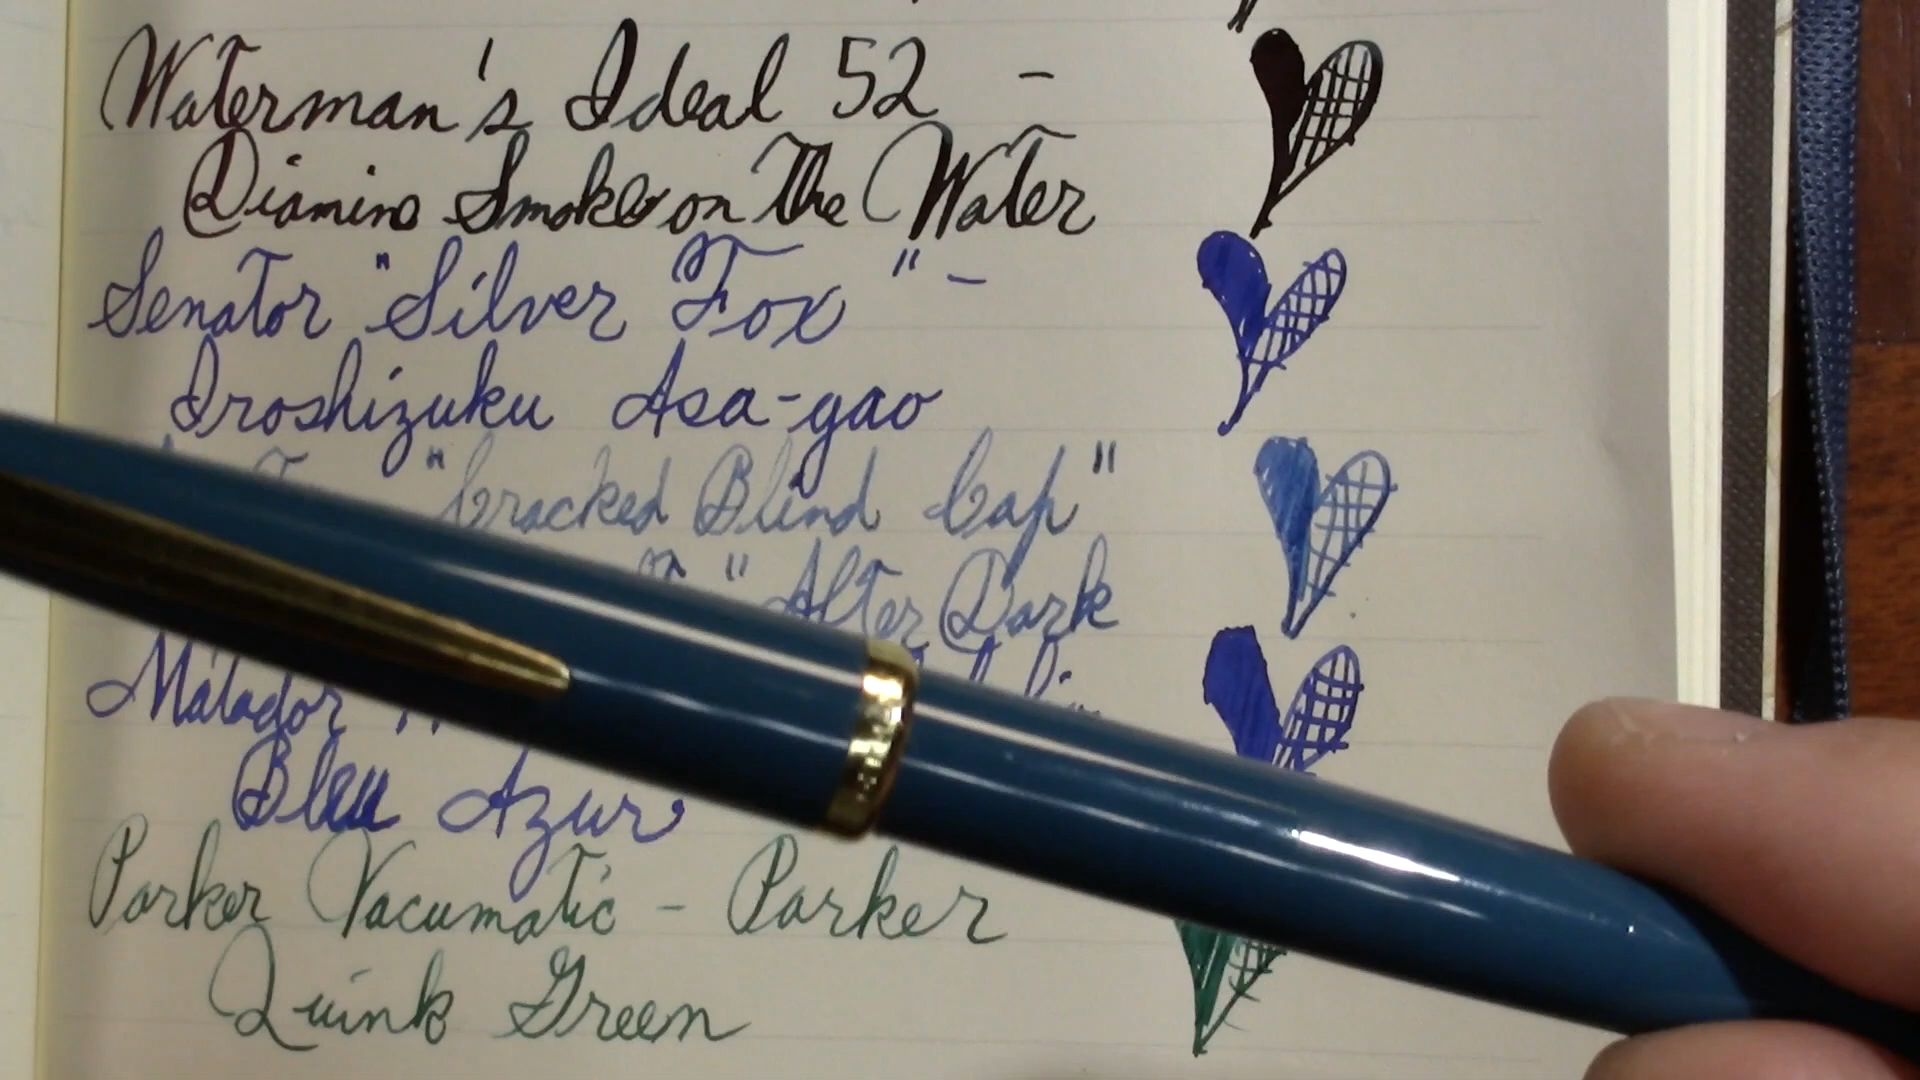 Waterman's Ideal 52 -
Diamine Smoke on the Water
Senator "Silver Fox" -
Iroshizuku Asa-gao
"Cracked Blind Cap"
" After Dark
Matador
Bleu Azur
Parker Vacumatic - Parker
Quink Green